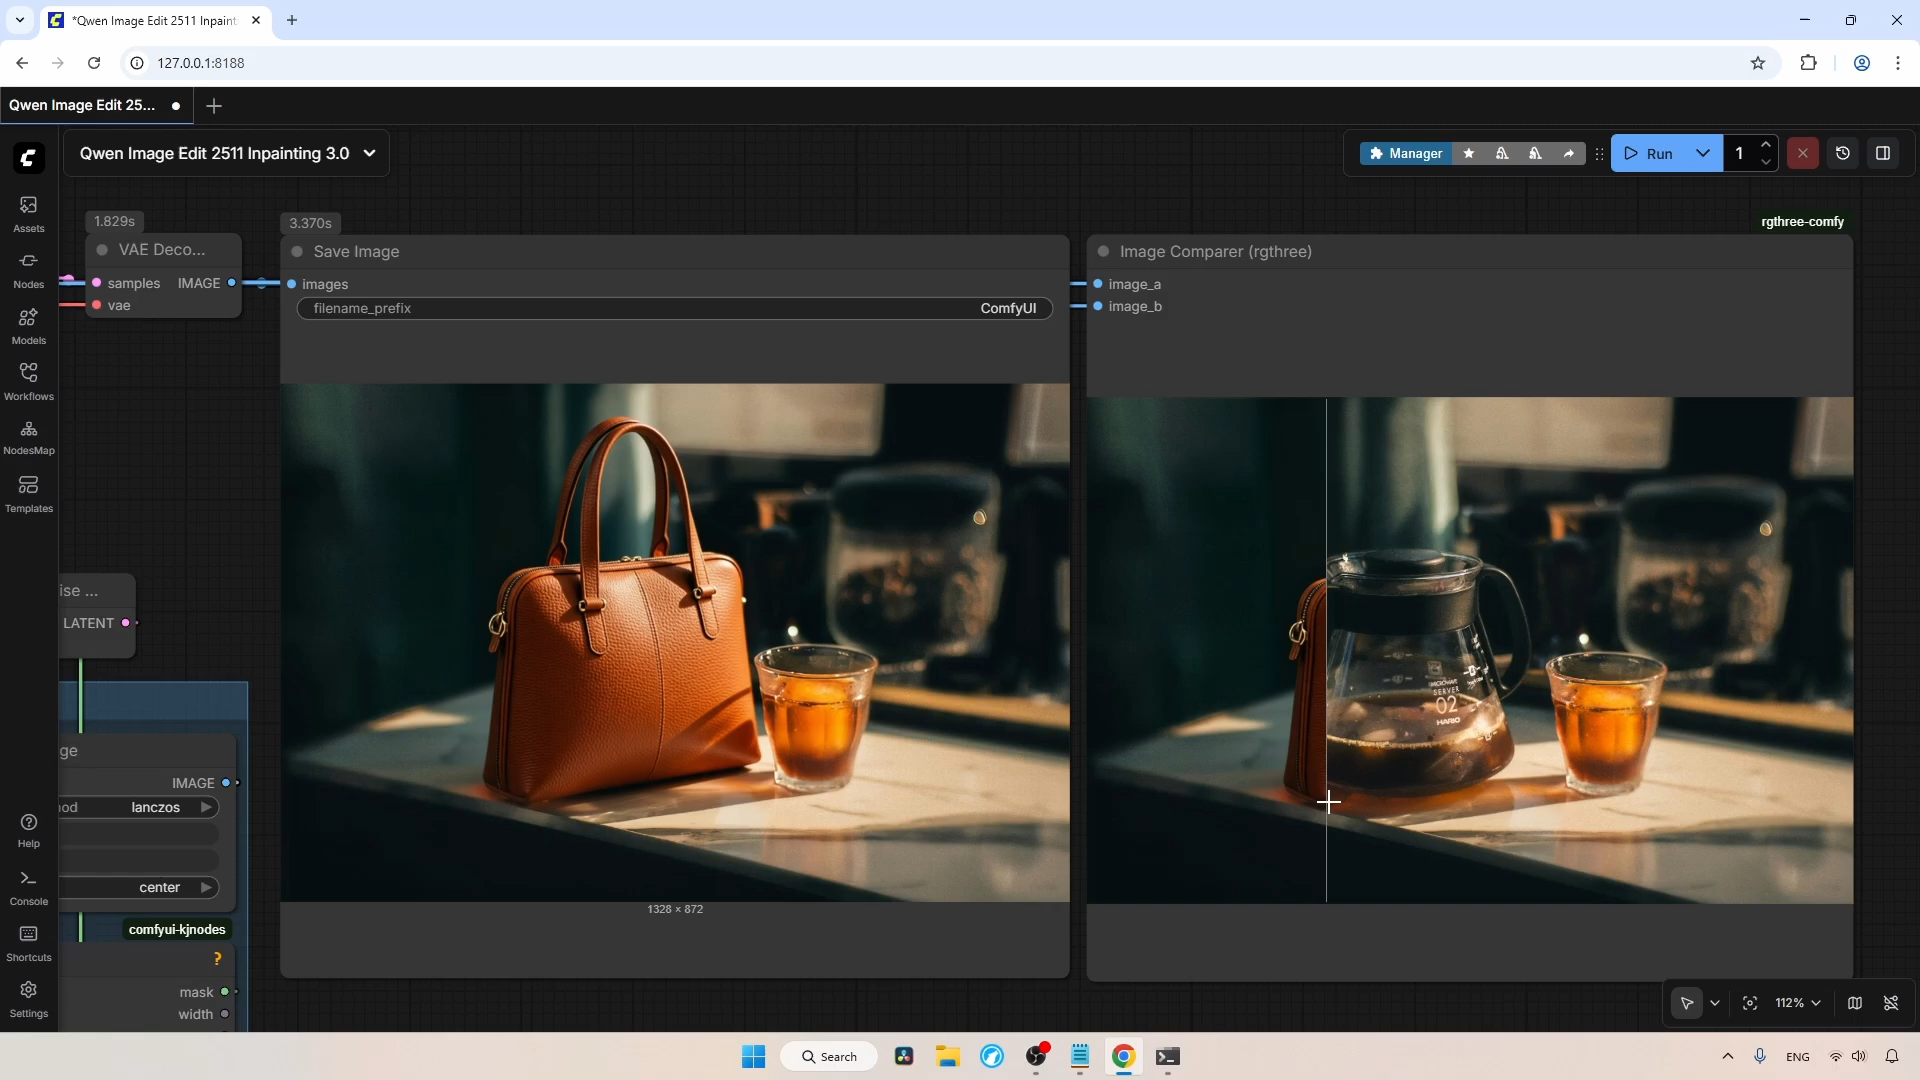 *Qwen Image Edit 2511 Inpaint
127.0.0.1:8188
Qwen Image Edit 25...
Qwen Image Edit 2511 Inpainting 3.0
Manager
Run
1
Assets
Nodes
Models
Workflows
NodesMap
Templates
Help
Console
Shortcuts
Settings
1.829s
VAE Deco...
samples
IMAGE
vae
3.370s
Save Image
images
filename_prefix
ComfyUI
1328 × 872
rgthree-comfy
Image Comparer (rgthree)
image_a
image_b
SERVER
02
HARIO
ise ...
LATENT
ge
IMAGE
od
lanczos
center
comfyui-kjnodes
?
mask
width
112%
Search
ENG